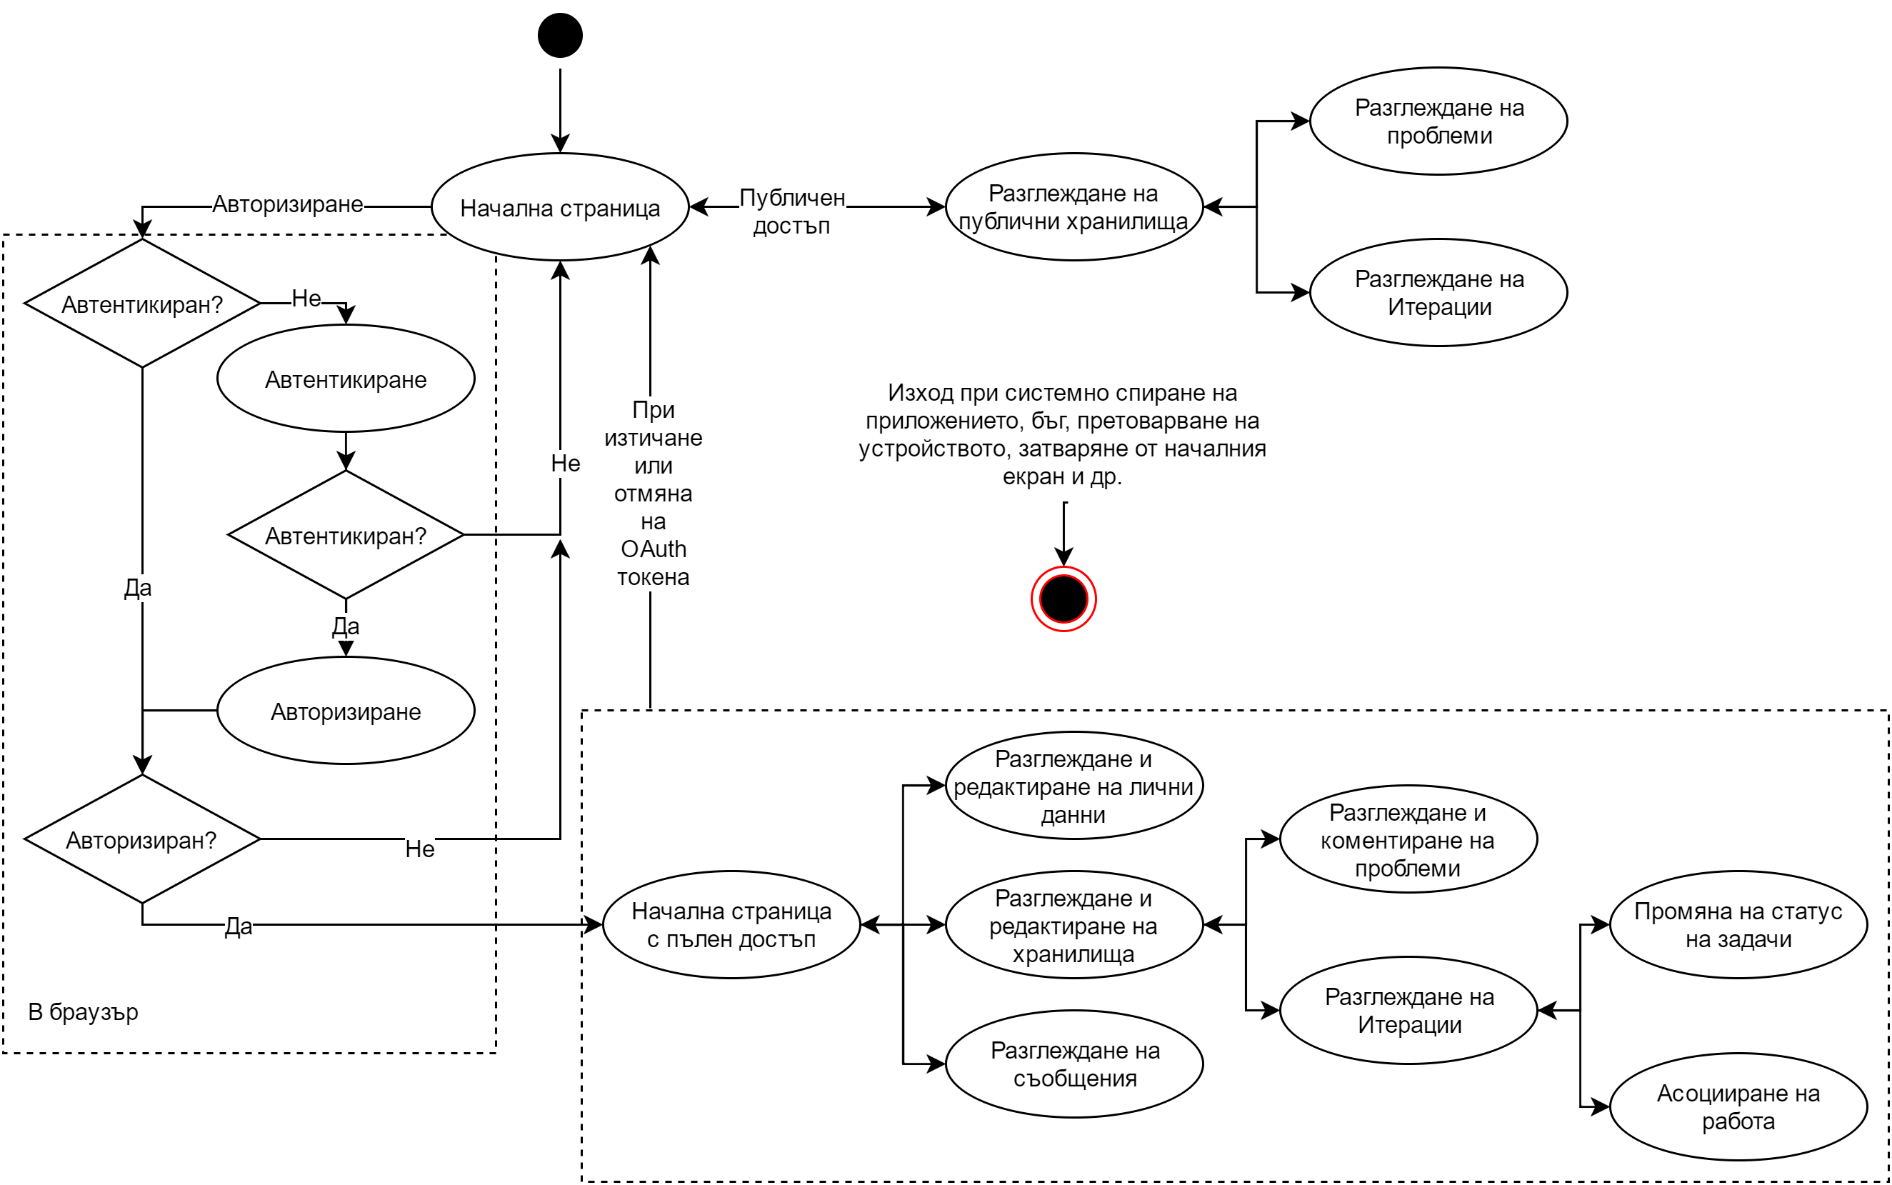 Авторизиране
Начална страница
Публичен
достъп
Разглеждане на
публични хранилища
Разглеждане на
проблеми
Разглеждане на
Итерации
Автентикиран?
Не
Автентикиране
Автентикиран?
Не
Да
Да
Авторизиране
Авторизиран?
Не
Да
В браузър
При
изтичане
или
отмяна
на
OAuth
токена
Изход при системно спиране на
приложението, бъг, претоварване на
устройството, затваряне от началния
екран и др.
Начална страница
с пълен достъп
Разглеждане и
редактиране на лични
данни
Разглеждане и
редактиране на
хранилища
Разглеждане на
съобщения
Разглеждане и
коментиране на
проблеми
Разглеждане на
Итерации
Промяна на статус
на задачи
Асоцииране на
работа